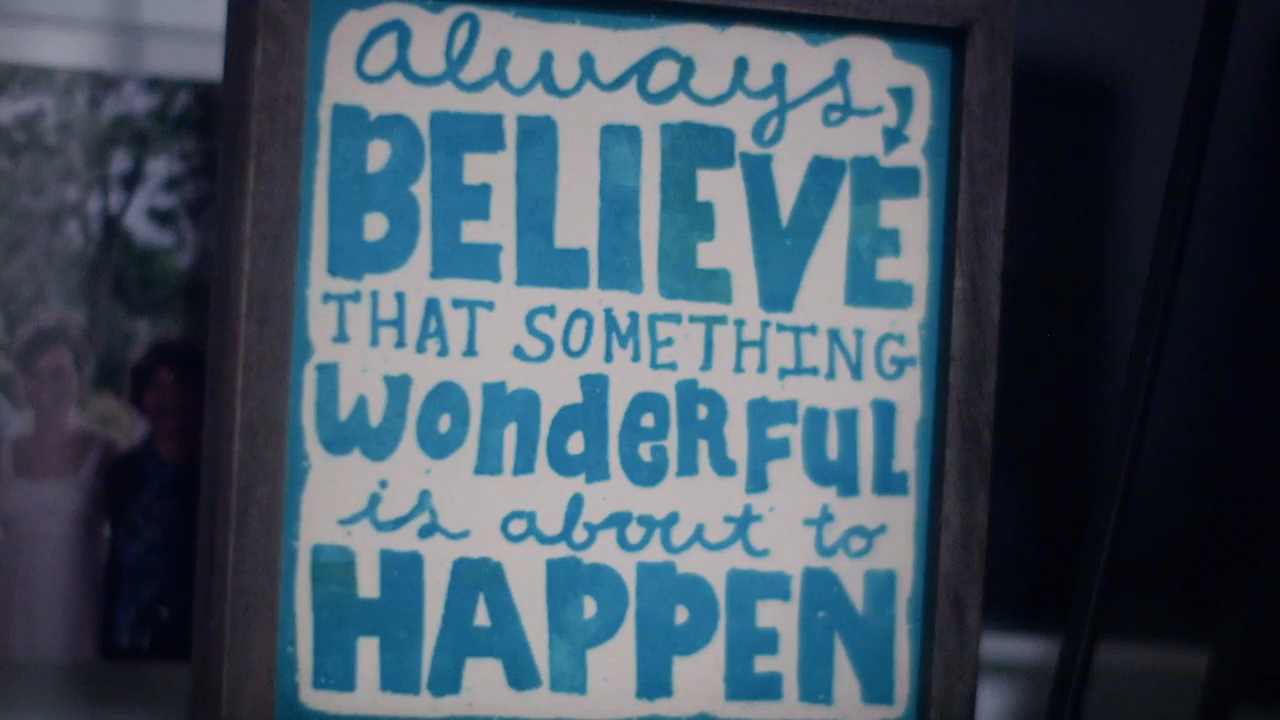 always
BELIEVE
THAT SOMETHING
wonderful
is about to
HAPPEN